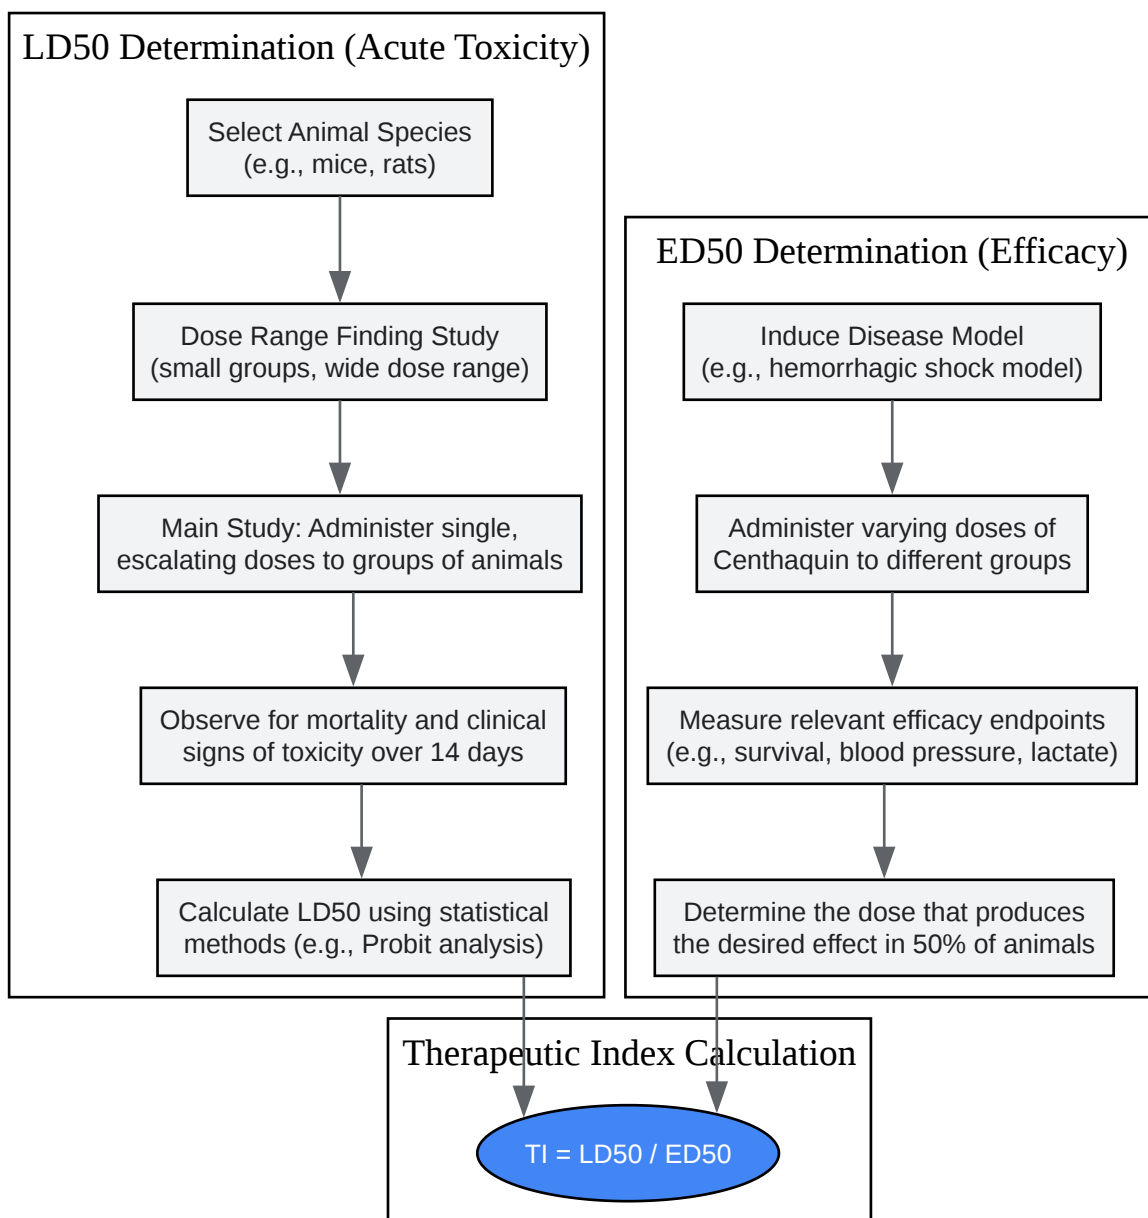 LD50 Determination (Acute Toxicity)
Select Animal Species
(e.g., mice, rats)
Dose Range Finding Study
(small groups, wide dose range)
Main Study: Administer single,
escalating doses to groups of animals
Observe for mortality and clinical
signs of toxicity over 14 days
Calculate LD50 using statistical
methods (e.g., Probit analysis)
ED50 Determination (Efficacy)
Induce Disease Model
(e.g., hemorrhagic shock model)
Administer varying doses of
Centhaquin to different groups
Measure relevant efficacy endpoints
(e.g., survival, blood pressure, lactate)
Determine the dose that produces
the desired effect in 50% of animals
Therapeutic Index Calculation
TI = LD50 / ED50